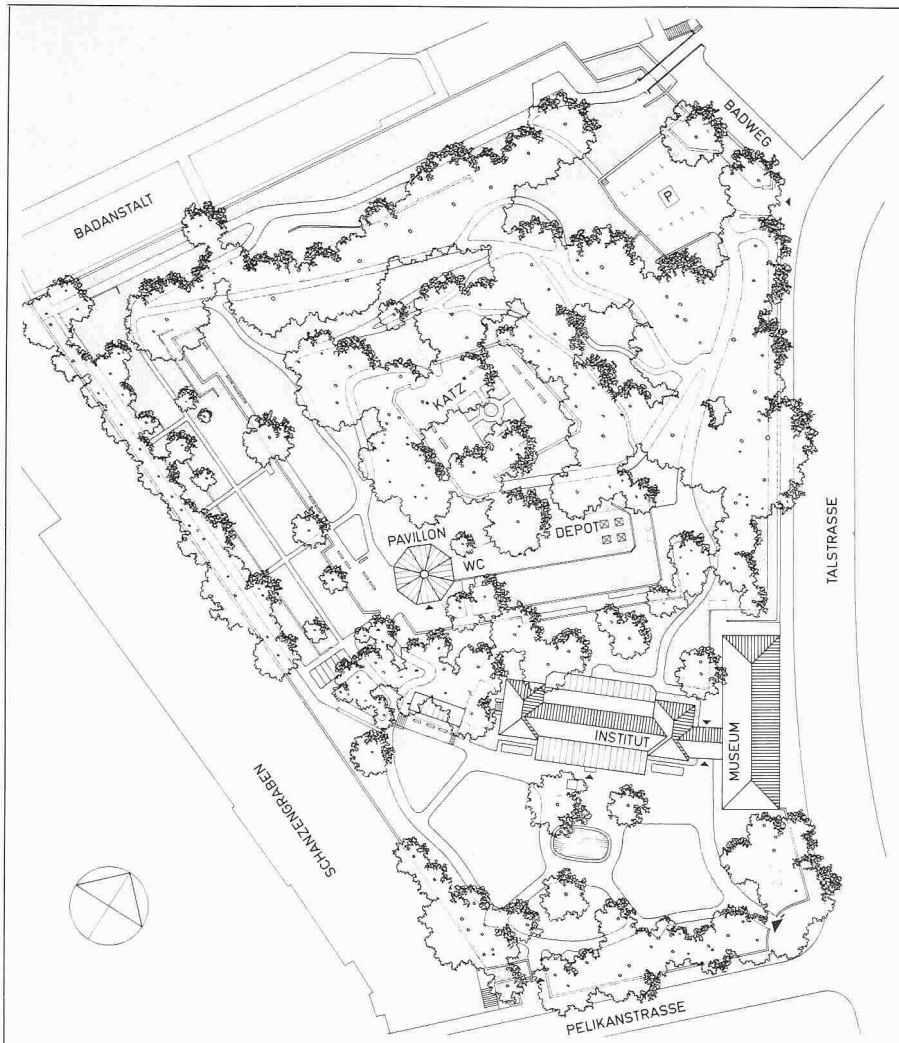 BADWEG
P
BADANSTALT
KATZ
TALSTRASSE
PAVILLON
DEPOT
WC
INSTITUT
MUSEUM
SCHANZENGRABEN
PELIKANSTRASSE